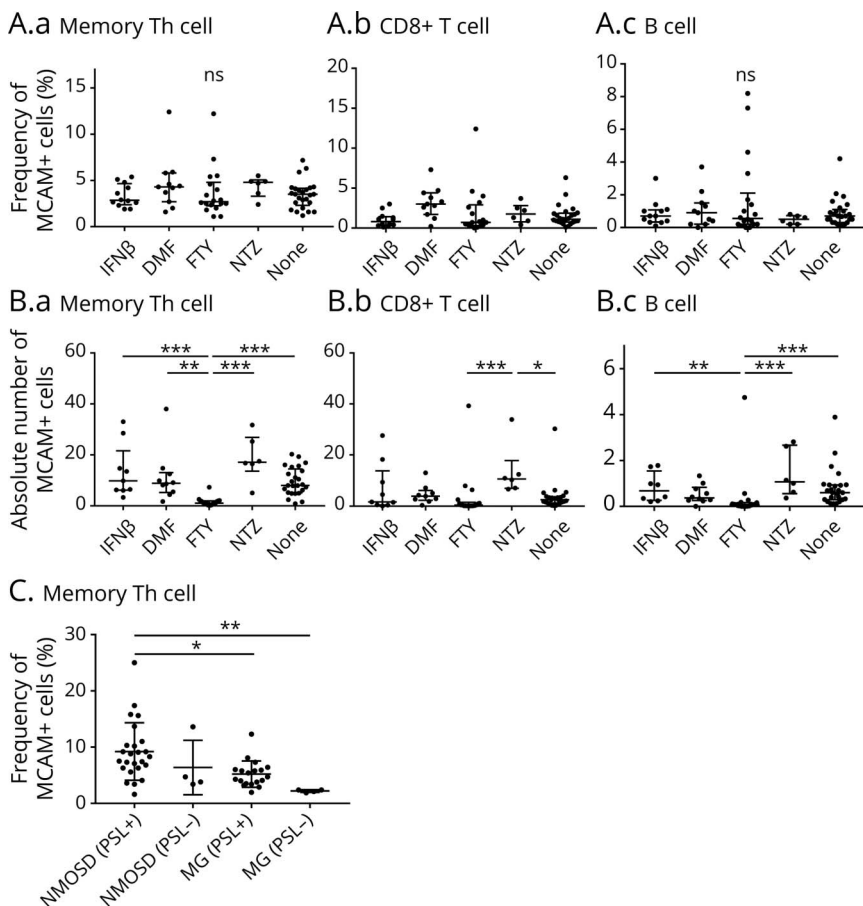 A.a Memory Th cell
Frequency of
MCAM+ cells (%)
15
10
5
0
ns
IFNβ
DMF
FTY
NTZ
None
A.b CD8+ T cell
20
15
10
5
0
IFNβ
DMF
FTY
NTZ
None
A.c B cell
10
8
6
4
2
0
ns
IFNβ
DMF
FTY
NTZ
None
B.a Memory Th cell
Absolute number of
MCAM+ cells
60
40
20
0
*** ***
** ***
IFNβ
DMF
FTY
NTZ
None
B.b CD8+ T cell
60
40
20
0
*** *
IFNβ
DMF
FTY
NTZ
None
B.c B cell
6
4
2
0
***
** ***
IFNβ
DMF
FTY
NTZ
None
C. Memory Th cell
Frequency of
MCAM+ cells (%)
30
20
10
0
**
*
NMOSD (PSL+)
NMOSD (PSL−)
MG (PSL+)
MG (PSL−)